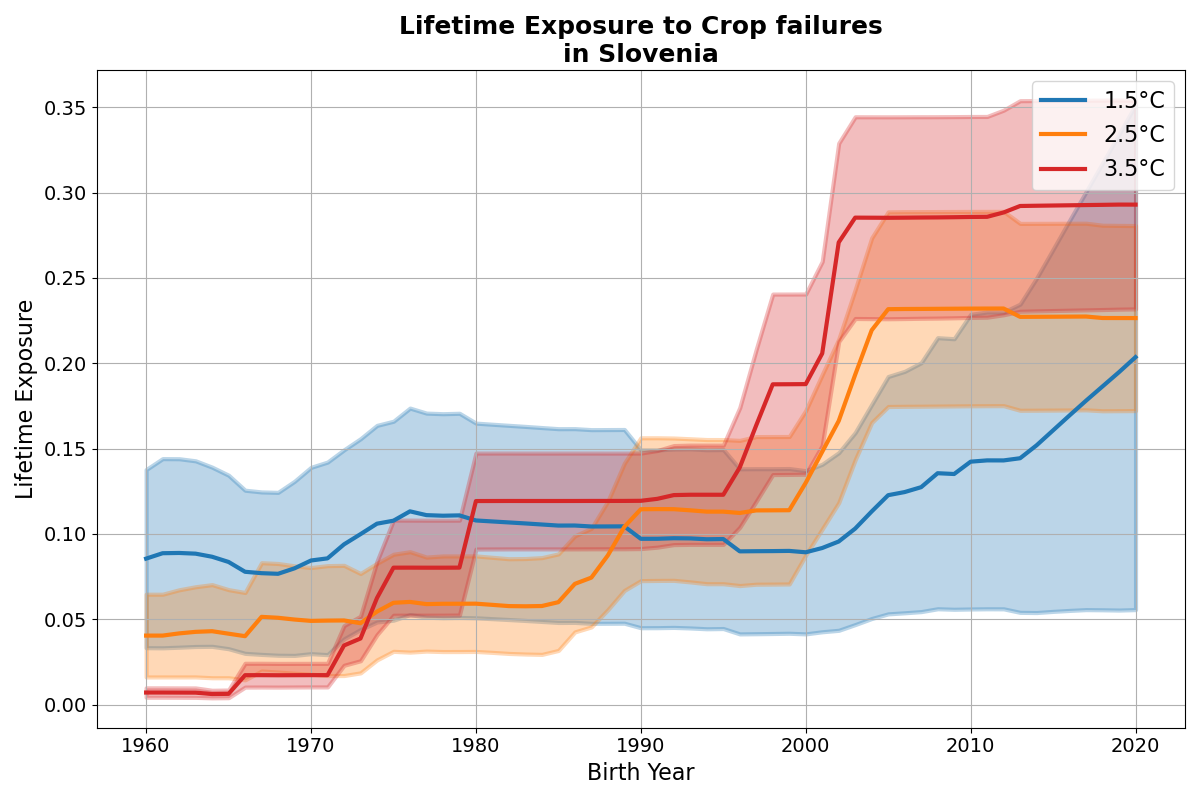 Lifetime Exposure to Crop failures
in Slovenia
1.5°C
2.5°C
3.5°C
Lifetime Exposure
0.35
0.30
0.25
0.20
0.15
0.10
0.05
0.00
1960 1970 1980 1990 2000 2010 2020
Birth Year